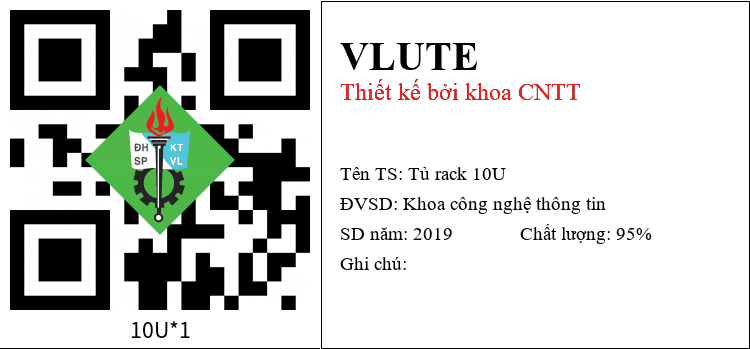 ĐH KT
SP VL
10U*1
VLUTE
Thiết kế bởi khoa CNTT
Tên TS: Tủ rack 10U
ĐVSD: Khoa công nghệ thông tin
SD năm: 2019 Chất lượng: 95%
Ghi chú: